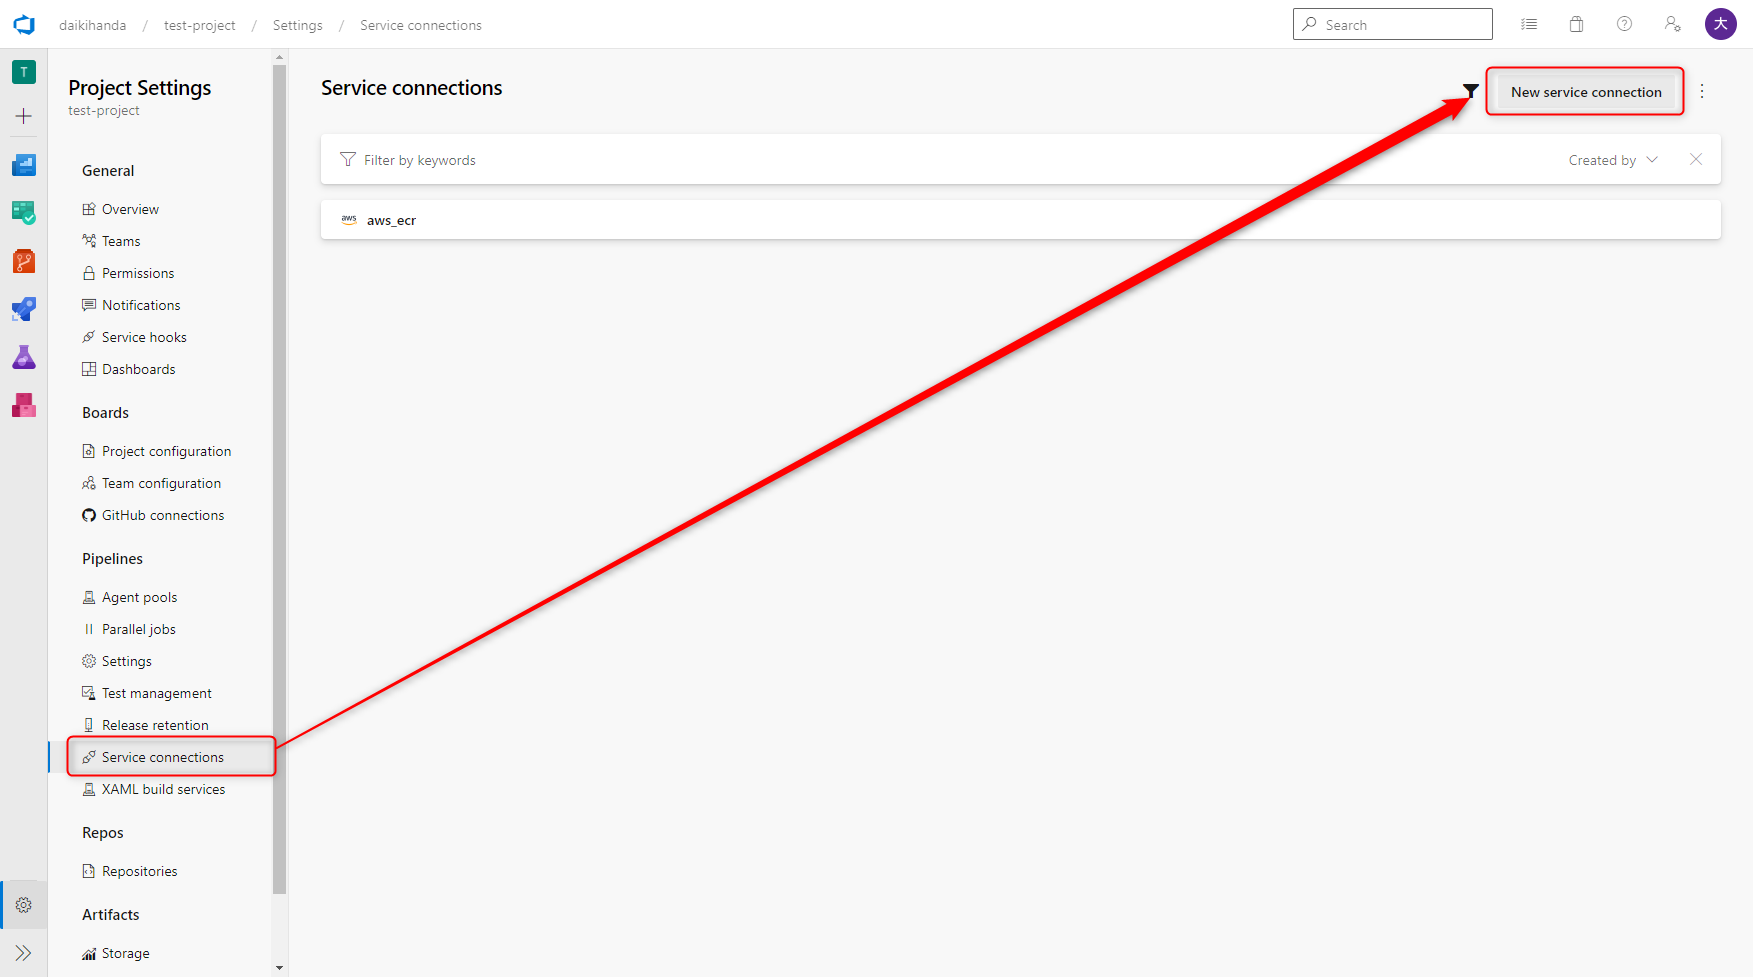 daikihanda / test-project / Settings / Service connections
Search
大
T
Project Settings
test-project
General
Overview
Teams
Permissions
Notifications
Service hooks
Dashboards
Boards
Project configuration
Team configuration
GitHub connections
Pipelines
Agent pools
Parallel jobs
Settings
Test management
Release retention
Service connections
XAML build services
Repos
Repositories
Artifacts
Storage
Service connections
New service connection
Filter by keywords
Created by
aws aws_ecr